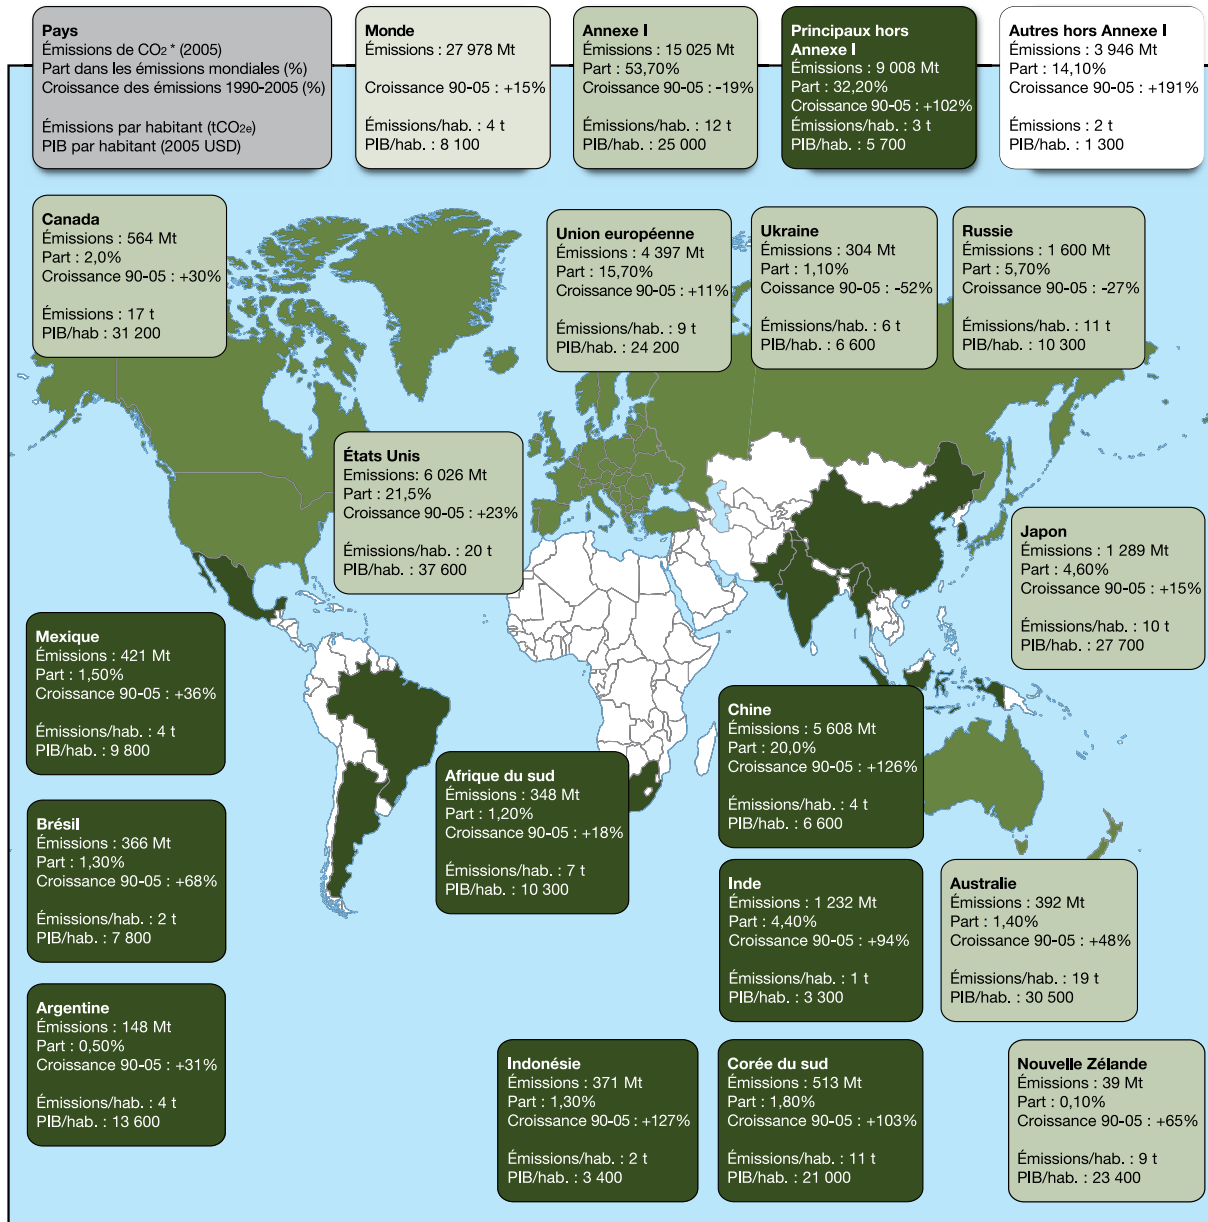 Pays
Émissions de CO2 * (2005)
Part dans les émissions mondiales (%)
Croissance des émissions 1990-2005 (%)
Émissions par habitant (tCO2e)
PIB par habitant (2005 USD)
Monde
Émissions : 27 978 Mt
Croissance 90-05 : +15%
Émissions/hab. : 4 t
PIB/hab. : 8 100
Annexe I
Émissions : 15 025 Mt
Part : 53,70%
Croissance 90-05 : -19%
Émissions/hab. : 12 t
PIB/hab. : 25 000
Principaux hors
Annexe I
Émissions : 9 008 Mt
Part : 32,20%
Croissance 90-05 : +102%
Émissions/hab. : 3 t
PIB/hab. : 5 700
Autres hors Annexe I
Émissions : 3 946 Mt
Part : 14,10%
Croissance 90-05 : +191%
Émissions : 2 t
PIB/hab. : 1 300
Canada
Émissions : 564 Mt
Part : 2,0%
Croissance 90-05 : +30%
Émissions : 17 t
PIB/hab : 31 200
Union européenne
Émissions : 4 397 Mt
Part : 15,70%
Croissance 90-05 : +11%
Émissions/hab. : 9 t
PIB/hab. : 24 200
Ukraine
Émissions : 304 Mt
Part : 1,10%
Coissance 90-05 : -52%
Émissions/hab. : 6 t
PIB/hab. : 6 600
Russie
Émissions : 1 600 Mt
Part : 5,70%
Croissance 90-05 : -27%
Émissions/hab. : 11 t
PIB/hab. : 10 300
États Unis
Emissions: 6 026 Mt
Part : 21,5%
Croissance 90-05 : +23%
Émissions/hab. : 20 t
PIB/hab. : 37 600
Japon
Émissions : 1 289 Mt
Part : 4,60%
Croissance 90-05 : +15%
Émissions/hab. : 10 t
PIB/hab. : 27 700
Mexique
Émissions : 421 Mt
Part : 1,50%
Croissance 90-05 : +36%
Émissions/hab. : 4 t
PIB/hab. : 9 800
Chine
Émissions : 5 608 Mt
Part : 20,0%
Croissance 90-05 : +126%
Émissions/hab. : 4 t
PIB/hab. : 6 600
Afrique du sud
Émissions : 348 Mt
Part : 1,20%
Croissance 90-05 : +18%
Émissions/hab. : 7 t
PIB/hab. : 10 300
Brésil
Émissions : 366 Mt
Part : 1,30%
Croissance 90-05 : +68%
Émissions/hab. : 2 t
PIB/hab. : 7 800
Inde
Émissions : 1 232 Mt
Part : 4,40%
Croissance 90-05 : +94%
Émissions/hab. : 1 t
PIB/hab. : 3 300
Australie
Émissions : 392 Mt
Part : 1,40%
Croissance 90-05 : +48%
Émissions/hab. : 19 t
PIB/hab. : 30 500
Argentine
Émissions : 148 Mt
Part : 0,50%
Croissance 90-05 : +31%
Émissions/hab. : 4 t
PIB/hab. : 13 600
Indonésie
Émissions : 371 Mt
Part : 1,30%
Croissance 90-05 : +127%
Émissions/hab. : 2 t
PIB/hab. : 3 400
Corée du sud
Émissions : 513 Mt
Part : 1,80%
Croissance 90-05 : +103%
Émissions/hab. : 11 t
PIB/hab. : 21 000
Nouvelle Zélande
Émissions : 39 Mt
Part : 0,10%
Croissance 90-05 : +65%
Émissions/hab. : 9 t
PIB/hab. : 23 400